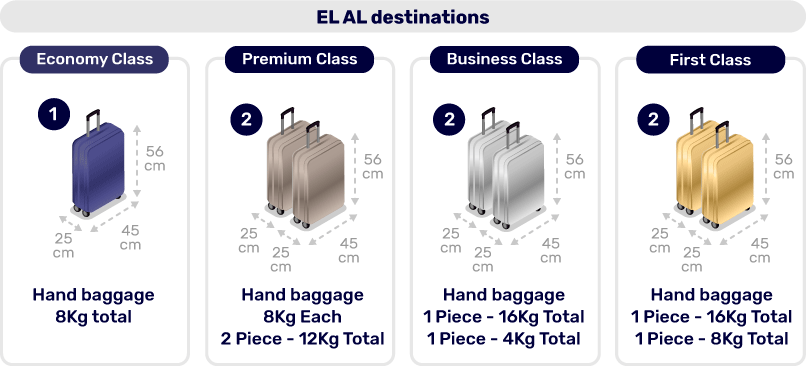 EL AL destinations
Economy Class
1
56
cm
25
cm
45
cm
Hand baggage
8Kg total
Premium Class
2
56
cm
25
cm
25
cm
45
cm
Hand baggage
8Kg Each
2 Piece - 12Kg Total
Business Class
2
56
cm
25
cm
25
cm
45
cm
Hand baggage
1 Piece - 16Kg Total
1 Piece - 4Kg Total
First Class
2
56
cm
25
cm
25
cm
45
cm
Hand baggage
1 Piece - 16Kg Total
1 Piece - 8Kg Total